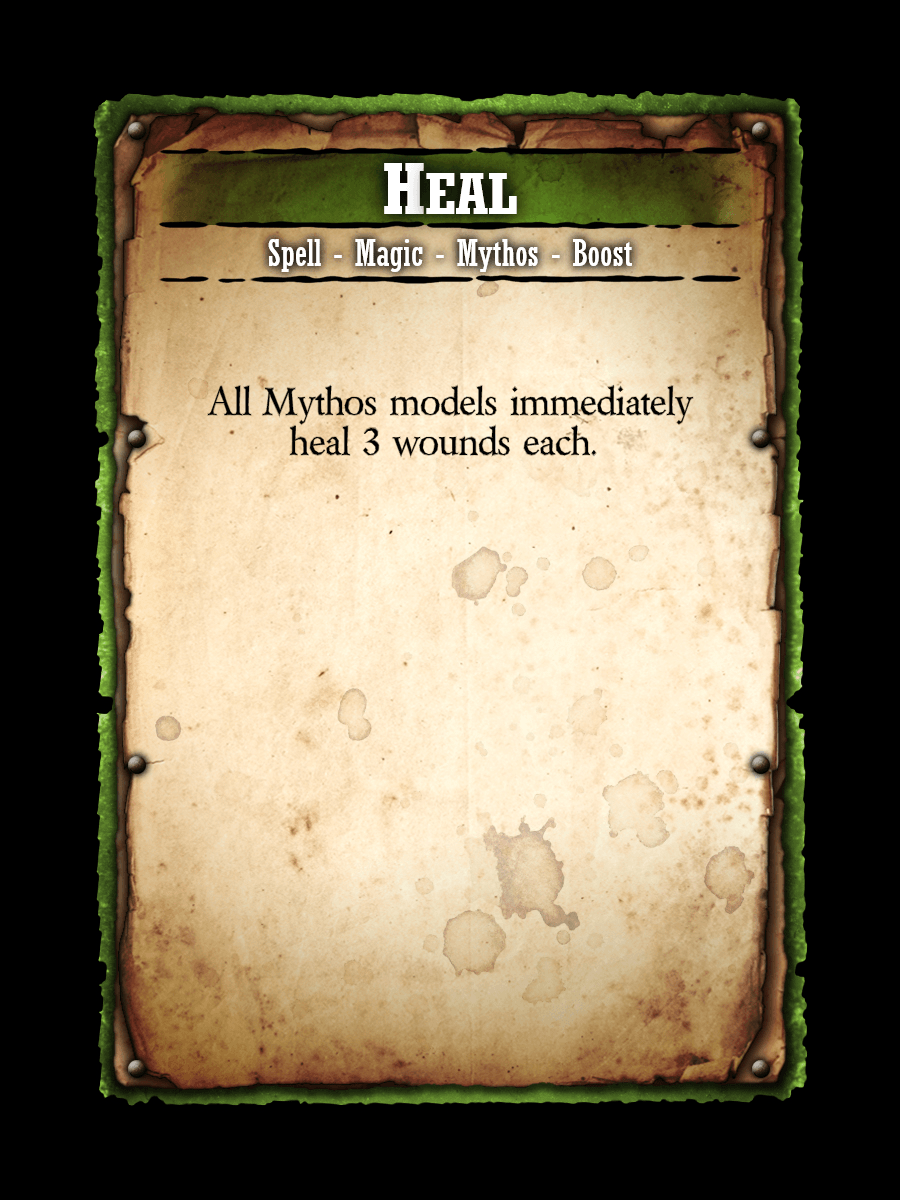 Heal
Spell - Magic - Mythos - Boost
All Mythos models immediately
heal 3 wounds each.